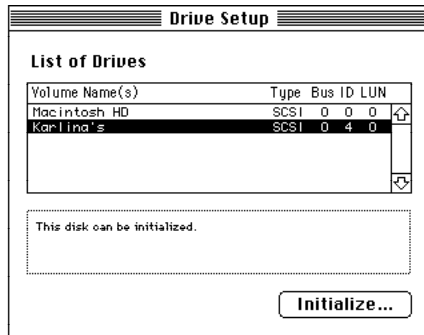 Drive Setup
List of Drives
Volume Name(s) Type Bus ID LUN
Macintosh HD SCSI 0 0 0
Karlina's SCSI 0 4 0
This disk can be initialized.
Initialize...